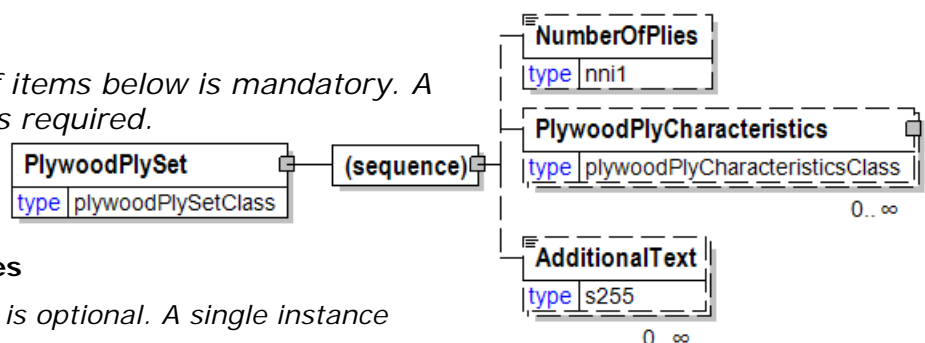 NumberOfPlies
type nni1
f items below is mandatory. A
s required.
PlywoodPlyCharacteristics
type plywoodPlyCharacteristicsClass
0.. ∞
PlywoodPlySet
type plywoodPlySetClass
(sequence)
AdditionalText
type s255
0.. ∞
es
is optional. A single instance